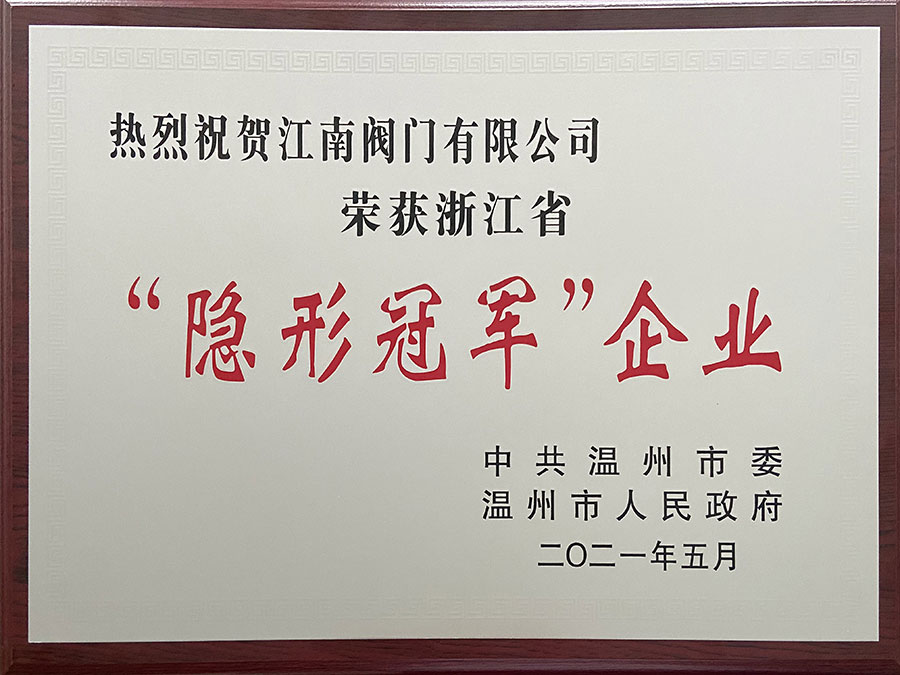 热烈祝贺江南阀门有限公司
荣获浙江省
“隐形冠军”企业
中共温州市委
温州市人民政府
二〇二一年五月